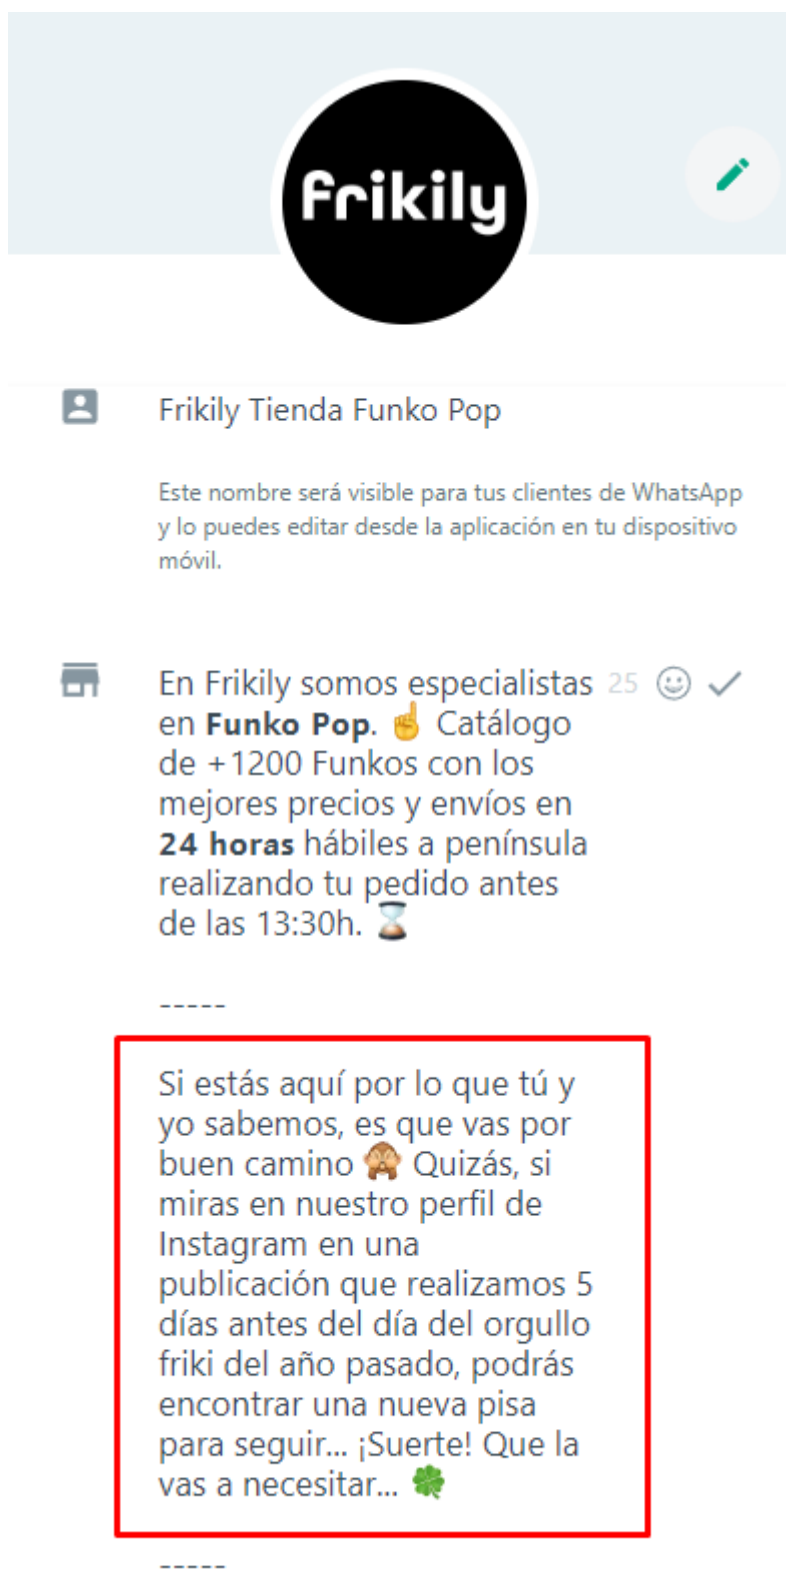 frikily
Frikily Tienda Funko Pop
Este nombre será visible para tus clientes de WhatsApp
y lo puedes editar desde la aplicación en tu dispositivo
móvil.
En Frikily somos especialistas 25
en Funko Pop. ☝ Catálogo
de +1200 Funkos con los
mejores precios y envíos en
24 horas hábiles a península
realizando tu pedido antes
de las 13:30h. ⌛
-----
Si estás aquí por lo que tú y
yo sabemos, es que vas por
buen camino 🙈 Quizás, si
miras en nuestro perfil de
Instagram en una
publicación que realizamos 5
días antes del día del orgullo
friki del año pasado, podrás
encontrar una nueva pisa
para seguir... ¡Suerte! Que la
vas a necesitar... 🍀
-----